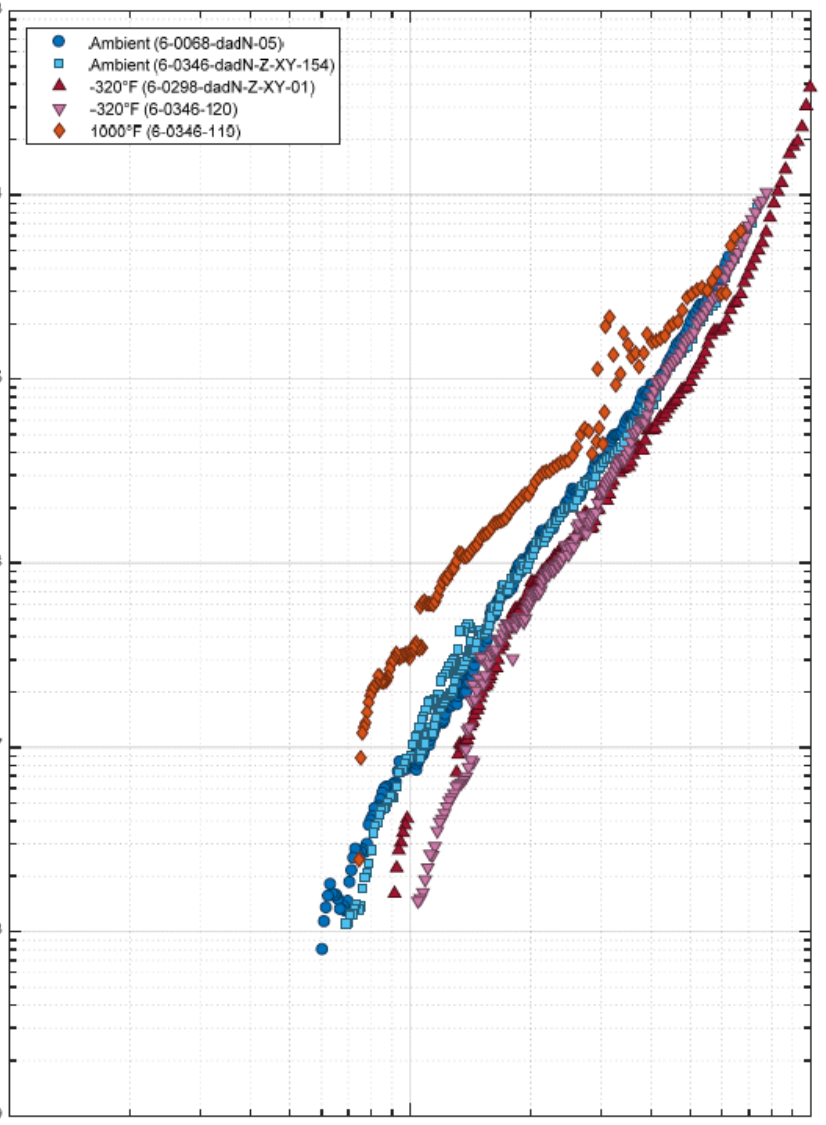 Ambient (6-0068-dadN-05)
Ambient (6-0346-dadN-Z-XY-154)
-320°F (6-0298-dadN-Z-XY-01)
-320°F (6-0346-120)
1000°F (6-0346-110)